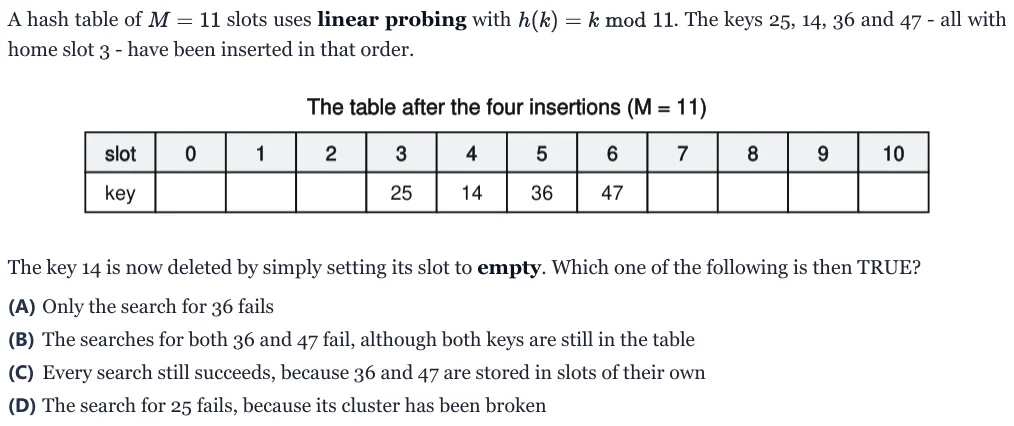 A hash table of M = 11 slots uses linear probing with h(k) = k mod 11. The keys 25, 14, 36 and 47 - all with
home slot 3 - have been inserted in that order.
The table after the four insertions (M = 11)
slot 0 1 2 3 4 5 6 7 8 9 10
key 25 14 36 47
The key 14 is now deleted by simply setting its slot to empty. Which one of the following is then TRUE?
(A) Only the search for 36 fails
(B) The searches for both 36 and 47 fail, although both keys are still in the table
(C) Every search still succeeds, because 36 and 47 are stored in slots of their own
(D) The search for 25 fails, because its cluster has been broken